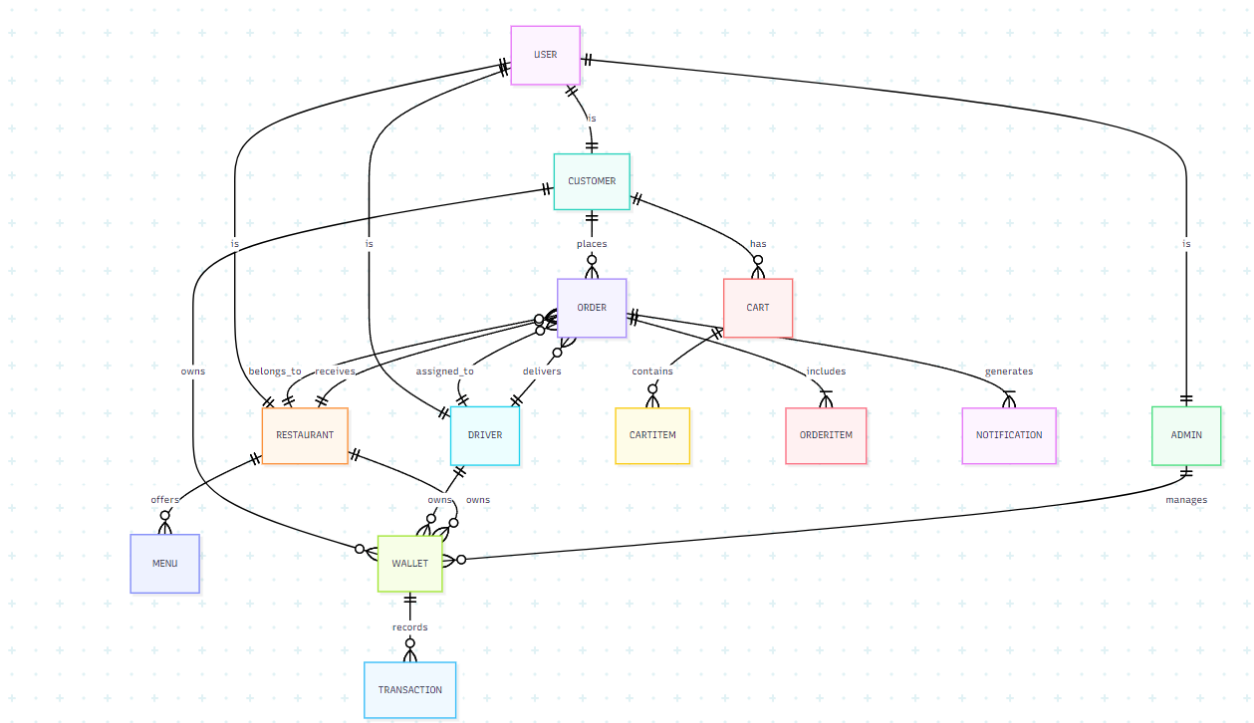 USER
is
CUSTOMER
is
is
places
has
is
ORDER
CART
owns
belongs_to
receives
assigned_to
delivers
contains
includes
generates
RESTAURANT
DRIVER
CARTITEM
ORDERITEM
NOTIFICATION
ADMIN
offers
owns
owns
manages
MENU
WALLET
records
TRANSACTION